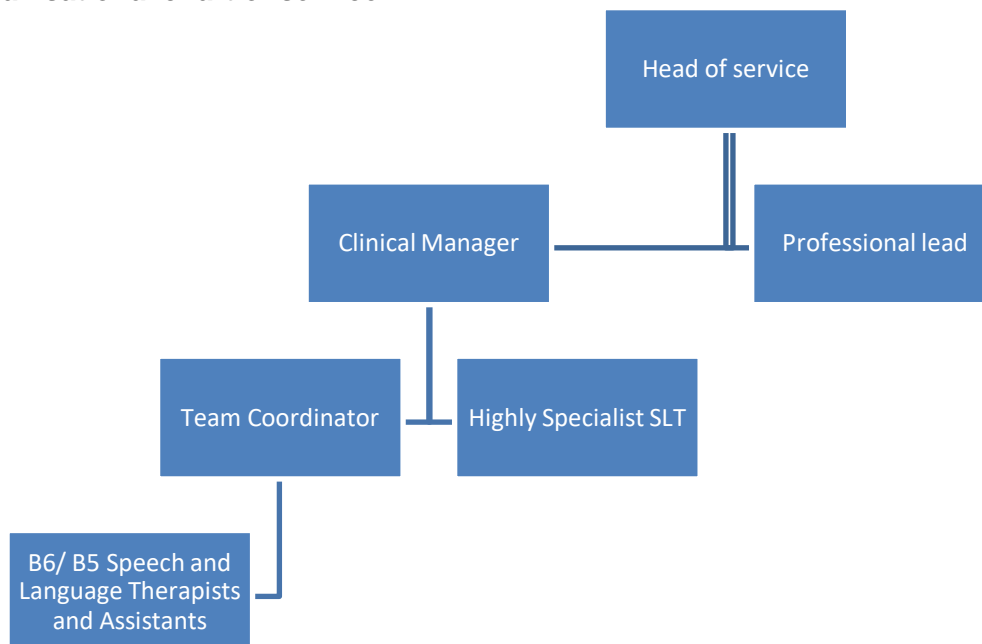 Head of service
Clinical Manager
Professional lead
Team Coordinator
Highly Specialist SLT
B6/ B5 Speech and
Language Therapists
and Assistants